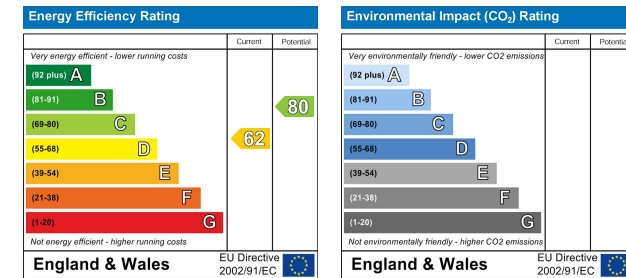 Energy Efficiency Rating
Current Potential
Very energy efficient - lower running costs
(92 plus) A
(81-91) B
(69-80) C
(55-68) D
(39-54) E
(21-38) F
(1-20) G
62
80
Not energy efficient - higher running costs
England & Wales
EU Directive
2002/91/EC
Environmental Impact (CO₂) Rating
Current Potential
Very environmentally friendly - lower CO2 emissions
(92 plus) A
(81-91) B
(69-80) C
(55-68) D
(39-54) E
(21-38) F
(1-20) G
Not environmentally friendly - higher CO2 emissions
England & Wales
EU Directive
2002/91/EC